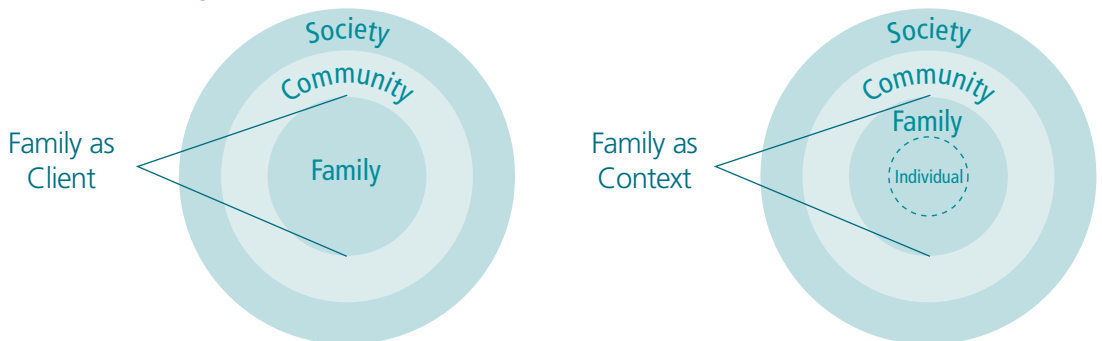 Society
Community
Family as
Client
Family
Society
Community
Family
Family as
Context
Individual